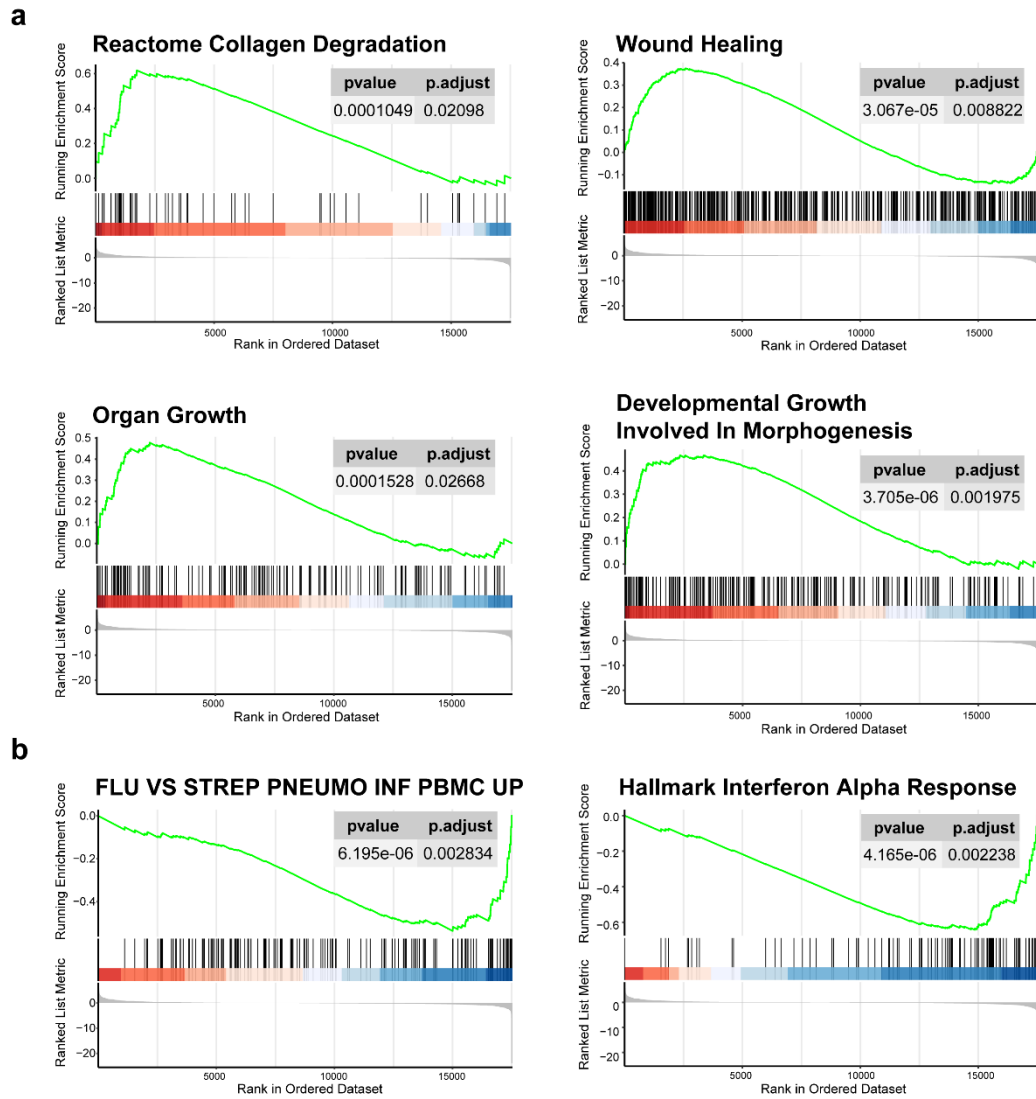 a
Reactome Collagen Degradation
Running Enrichment Score
0.6
0.4
0.2
0.0
pvalue p.adjust
0.0001049 0.02098
Ranked List Metric
0
−10
−20
5000 10000 15000
Rank in Ordered Dataset
Wound Healing
Running Enrichment Score
0.4
0.3
0.2
0.1
0.0
−0.1
pvalue p.adjust
3.067e-05 0.008822
Ranked List Metric
0
−10
−20
5000 10000 15000
Rank in Ordered Dataset
Organ Growth
Running Enrichment Score
0.5
0.4
0.3
0.2
0.1
0.0
pvalue p.adjust
0.0001528 0.02668
Ranked List Metric
0
−10
−20
5000 10000 15000
Rank in Ordered Dataset
Developmental Growth
Involved In Morphogenesis
Running Enrichment Score
0.4
0.3
0.2
0.1
0.0
pvalue p.adjust
3.705e-06 0.001975
Ranked List Metric
0
−10
−20
5000 10000 15000
Rank in Ordered Dataset
b
FLU VS STREP PNEUMO INF PBMC UP
Running Enrichment Score
0.0
−0.2
−0.4
pvalue p.adjust
6.195e-06 0.002834
Ranked List Metric
0
−10
−20
5000 10000 15000
Rank in Ordered Dataset
Hallmark Interferon Alpha Response
Running Enrichment Score
0.0
−0.2
−0.4
−0.6
pvalue p.adjust
4.165e-06 0.002238
Ranked List Metric
0
−10
−20
5000 10000 15000
Rank in Ordered Dataset